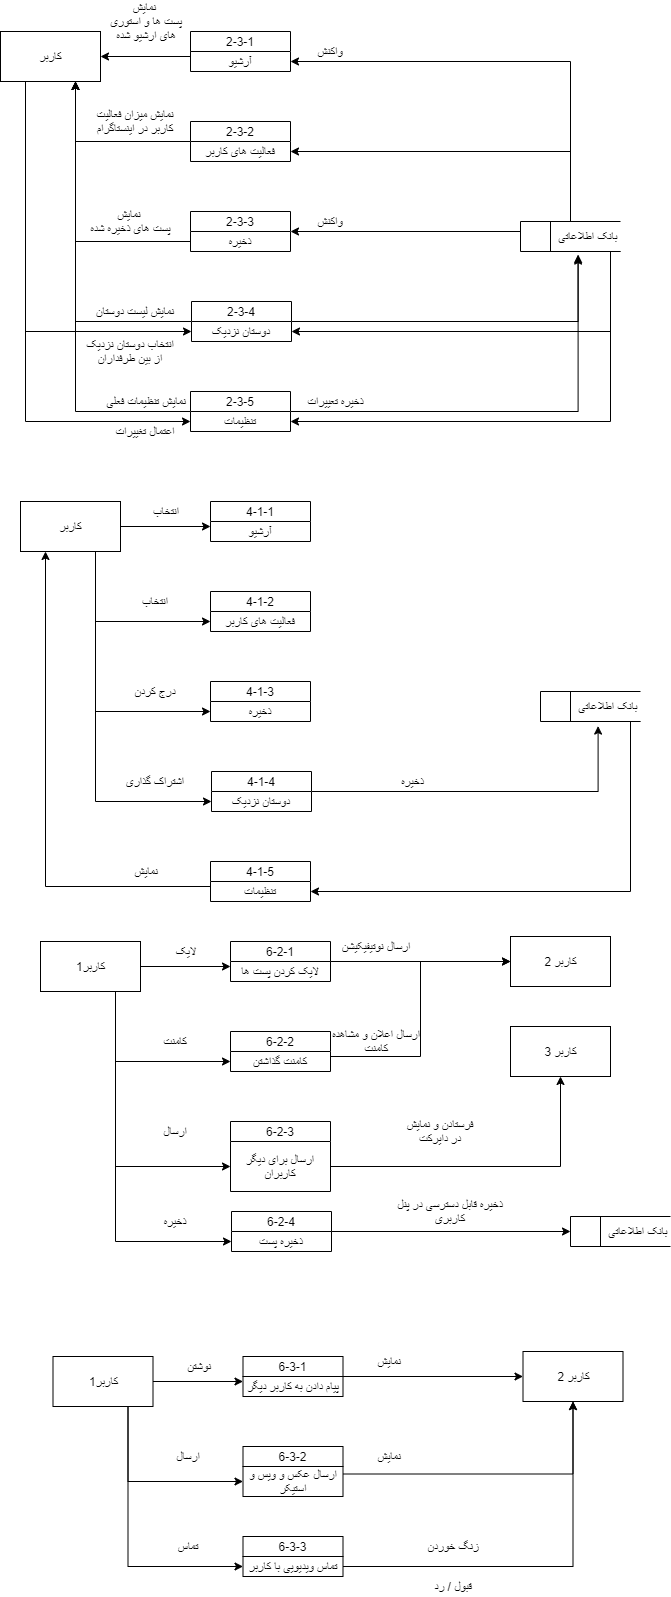 نمایش
پست ها و استوری
های ارشیو شده
کاربر
2-3-1
آرشیو
واکنش
نمایش میزان فعالیت
کاربر در اینستاگرام
2-3-2
فعالیت های کاربر
نمایش
پست های ذخیره شده
2-3-3
ذخیره
واکنش
بانک اطلاعاتی
نمایش لیست دوستان
2-3-4
دوستان نزدیک
انتخاب دوستان نزدیک
از بین طرفداران
نمایش تنظیمات فعلی
2-3-5
تنظیمات
ذخیره تعییرات
اعتمال تغییرات
کاربر
انتخاب
4-1-1
آرشیو
انتخاب
4-1-2
فعالیت های کاربر
درج کردن
4-1-3
ذخیره
بانک اطلاعاتی
اشتراک گذاری
4-1-4
دوستان نزدیک
ذخیره
نمایش
4-1-5
تنظیمات
کاربر1
لایک
6-2-1
لایک کردن پست ها
ارسال نوتیفیکیشن
کاربر 2
کامنت
6-2-2
کامنت گذاشتن
ارسال اعلان و مشاهده
کامنت
کاربر 3
ارسال
6-2-3
ارسال برای دیگر
کاربران
فرستادن و نمایش
در دایرکت
ذخیره
6-2-4
ذخیره پست
ذخیره قابل دسترسی در پنل
کاربری
بانک اطلاعاتی
کاربر1
نوشتن
6-3-1
پیام دادن به کاربر دیگر
نمایش
کاربر 2
ارسال
6-3-2
ارسال عکس و ویس و
استیکر
نمایش
تماس
6-3-3
تماس ویدیویی با کاربر
زنگ خوردن
قبول / رد